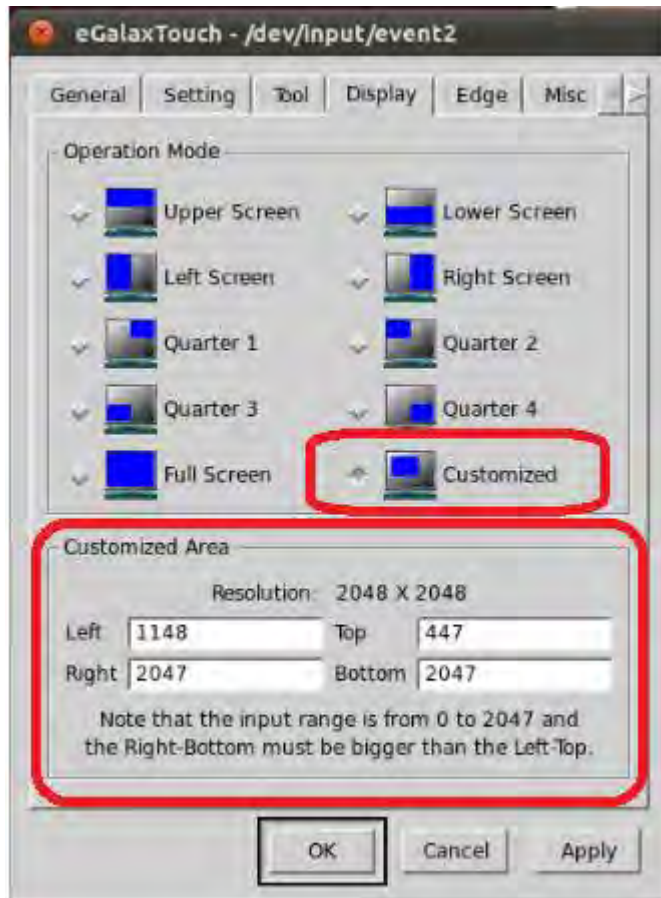 eGalaxTouch - /dev/input/event2
General Setting Tool Display Edge Misc
Operation Mode
Upper Screen Lower Screen
Left Screen Right Screen
Quarter 1 Quarter 2
Quarter 3 Quarter 4
Full Screen Customized
Customized Area
Resolution: 2048 X 2048
Left 1148 Top 447
Right 2047 Bottom 2047
Note that the input range is from 0 to 2047 and
the Right-Bottom must be bigger than the Left-Top.
OK Cancel Apply